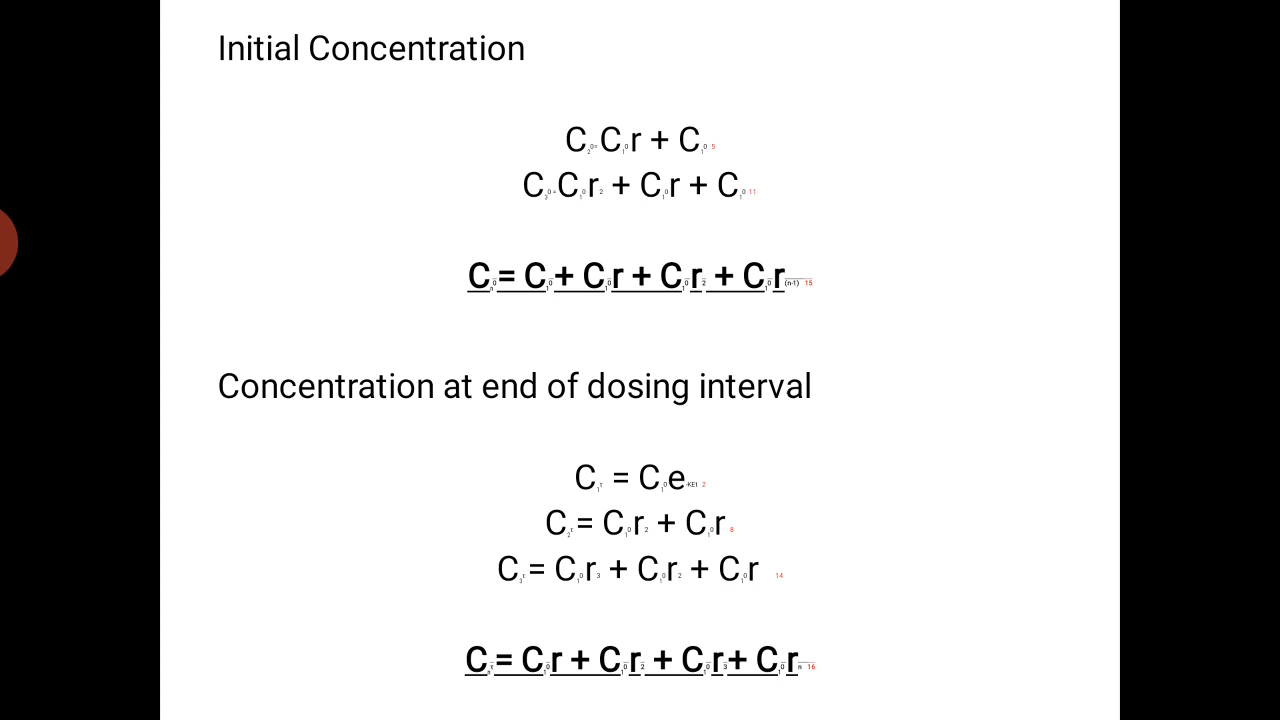 Initial Concentration
C₂⁰ = C₁⁰r + C₁⁰ 5
C₃⁰ = C₁⁰r² + C₁⁰r + C₁⁰ 11
Cₙ⁰ = C₁⁰ + C₁⁰r + C₁⁰r² + C₁⁰r⁽ⁿ⁻¹⁾ 15
Concentration at end of dosing interval
C₁τ = C₁⁰e-KEt 2
C₂τ = C₁⁰r² + C₁⁰r 8
C₃τ = C₁⁰r³ + C₁⁰r² + C₁⁰r 14
Cₙτ = C₁⁰r + C₁⁰r² + C₁⁰r³ + C₁⁰rⁿ 16